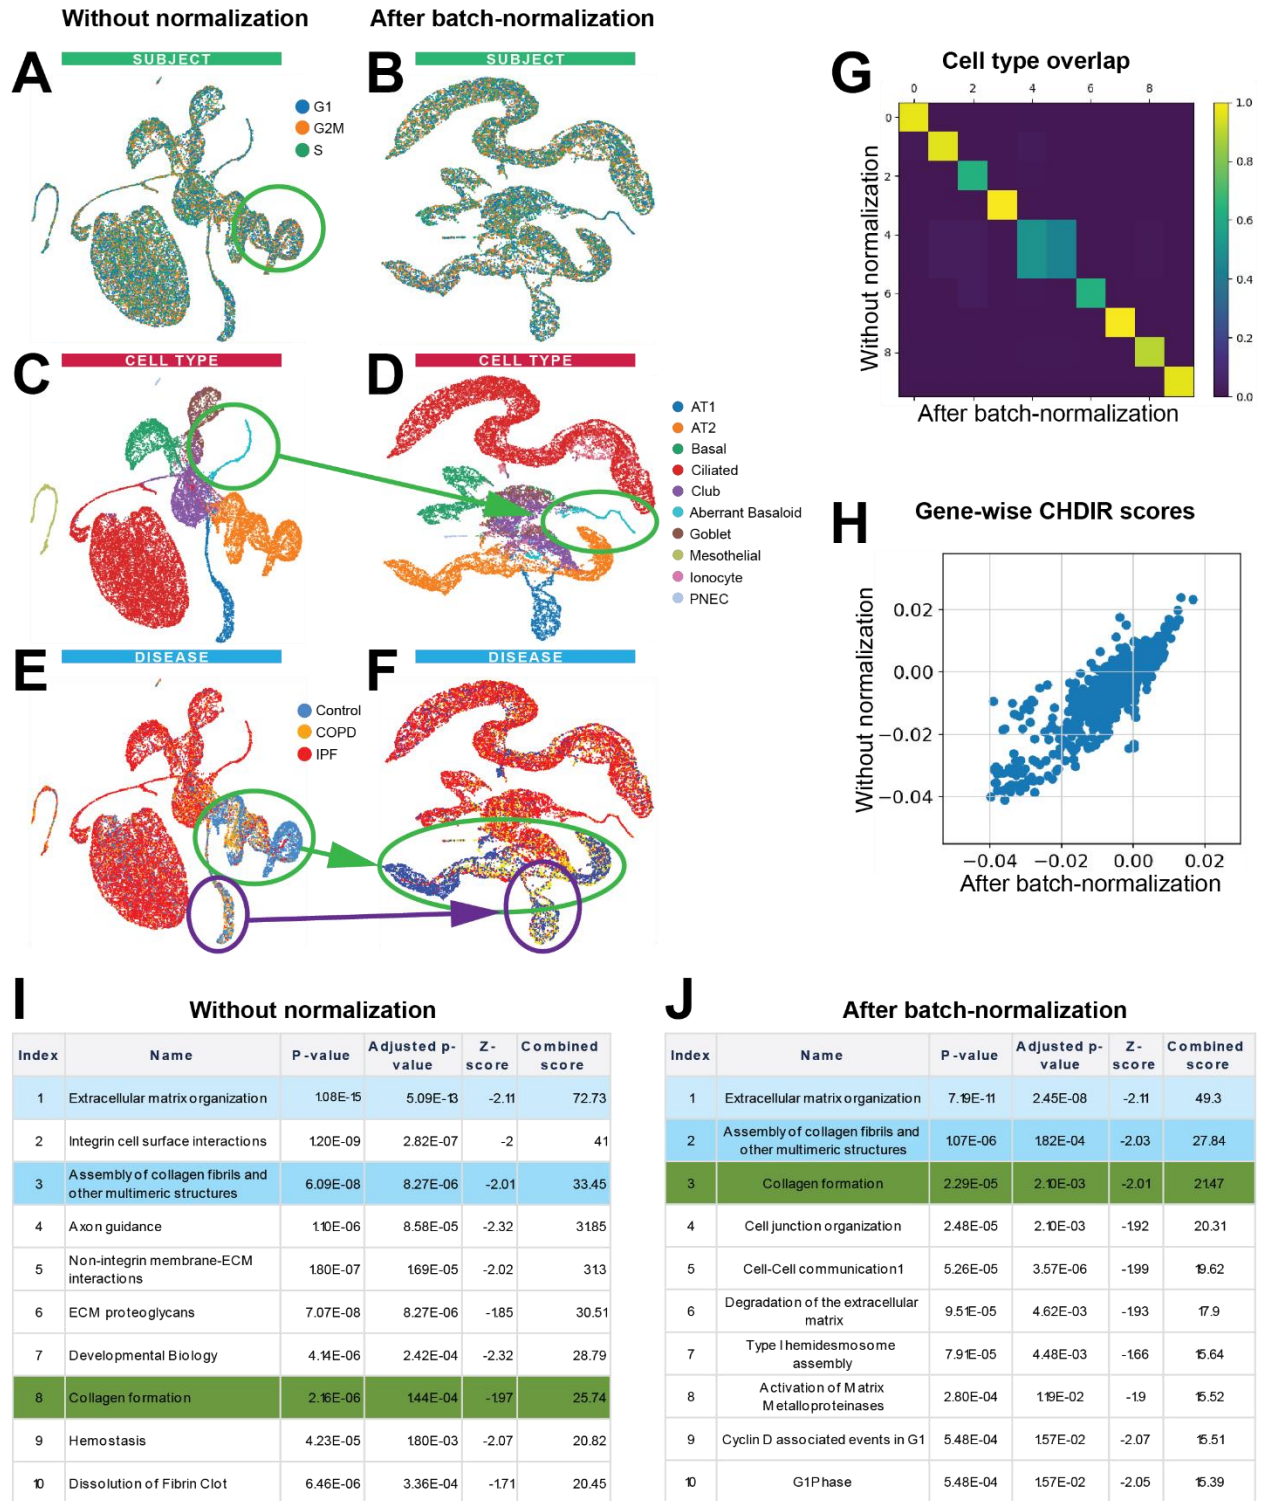 Without normalization
After batch-normalization
A
SUBJECT
G1
G2M
S
B
SUBJECT
C
CELL TYPE
D
CELL TYPE
AT1
AT2
Basal
Ciliated
Club
Aberrant Basaloid
Goblet
Mesothelial
Ionocyte
PNEC
E
DISEASE
Control
COPD
IPF
F
DISEASE
G
Cell type overlap
0 2 4 6 8
0
2
4
6
8
Without normalization
After batch-normalization
1.0
0.8
0.6
0.4
0.2
0.0
H
Gene-wise CHDIR scores
Without normalization
0.02
0.00
−0.02
−0.04
−0.04 −0.02 0.00 0.02
After batch-normalization
I
Without normalization
Index Name P-value Adjusted p-value Z-score Combined score
1 Extracellular matrix organization 1.08E-15 5.09E-13 -2.11 72.73
2 Integrin cell surface interactions 1.20E-09 2.82E-07 -2 41
3 Assembly of collagen fibrils and other multimeric structures 6.09E-08 8.27E-06 -2.01 33.45
4 Axon guidance 1.10E-06 8.58E-05 -2.32 31.85
5 Non-integrin membrane-ECM interactions 1.80E-07 1.69E-05 -2.02 31.3
6 ECM proteoglycans 7.07E-08 8.27E-06 -1.85 30.51
7 Developmental Biology 4.14E-06 2.42E-04 -2.32 28.79
8 Collagen formation 2.16E-06 1.44E-04 -1.97 25.74
9 Hemostasis 4.23E-05 1.80E-03 -2.07 20.82
10 Dissolution of Fibrin Clot 6.46E-06 3.36E-04 -1.71 20.45
J
After batch-normalization
Index Name P-value Adjusted p-value Z-score Combined score
1 Extracellular matrix organization 7.19E-11 2.45E-08 -2.11 49.3
2 Assembly of collagen fibrils and other multimeric structures 1.07E-06 1.82E-04 -2.03 27.84
3 Collagen formation 2.29E-05 2.10E-03 -2.01 21.47
4 Cell junction organization 2.48E-05 2.10E-03 -1.92 20.31
5 Cell-Cell communication1 5.26E-05 3.57E-06 -1.99 19.62
6 Degradation of the extracellular matrix 9.51E-05 4.62E-03 -1.93 17.9
7 Type I hemidesmosome assembly 7.91E-05 4.48E-03 -1.66 15.64
8 Activation of Matrix Metalloproteinases 2.80E-04 1.19E-02 -1.9 15.52
9 Cyclin D associated events in G1 5.48E-04 1.57E-02 -2.07 15.51
10 G1 Phase 5.48E-04 1.57E-02 -2.05 15.39